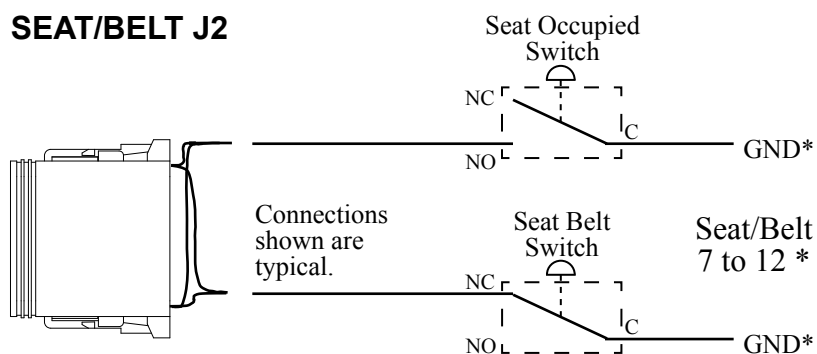 SEAT/BELT J2
Seat Occupied
Switch
NC
C
GND*
NO
Connections
shown are
typical.
Seat Belt
Switch
Seat/Belt
7 to 12 *
NC
C
GND*
NO